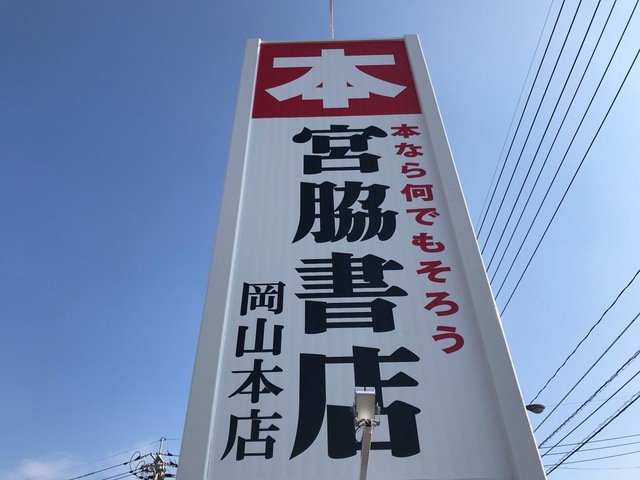 本
本なら何でもそろう
宮脇書店
岡山本店